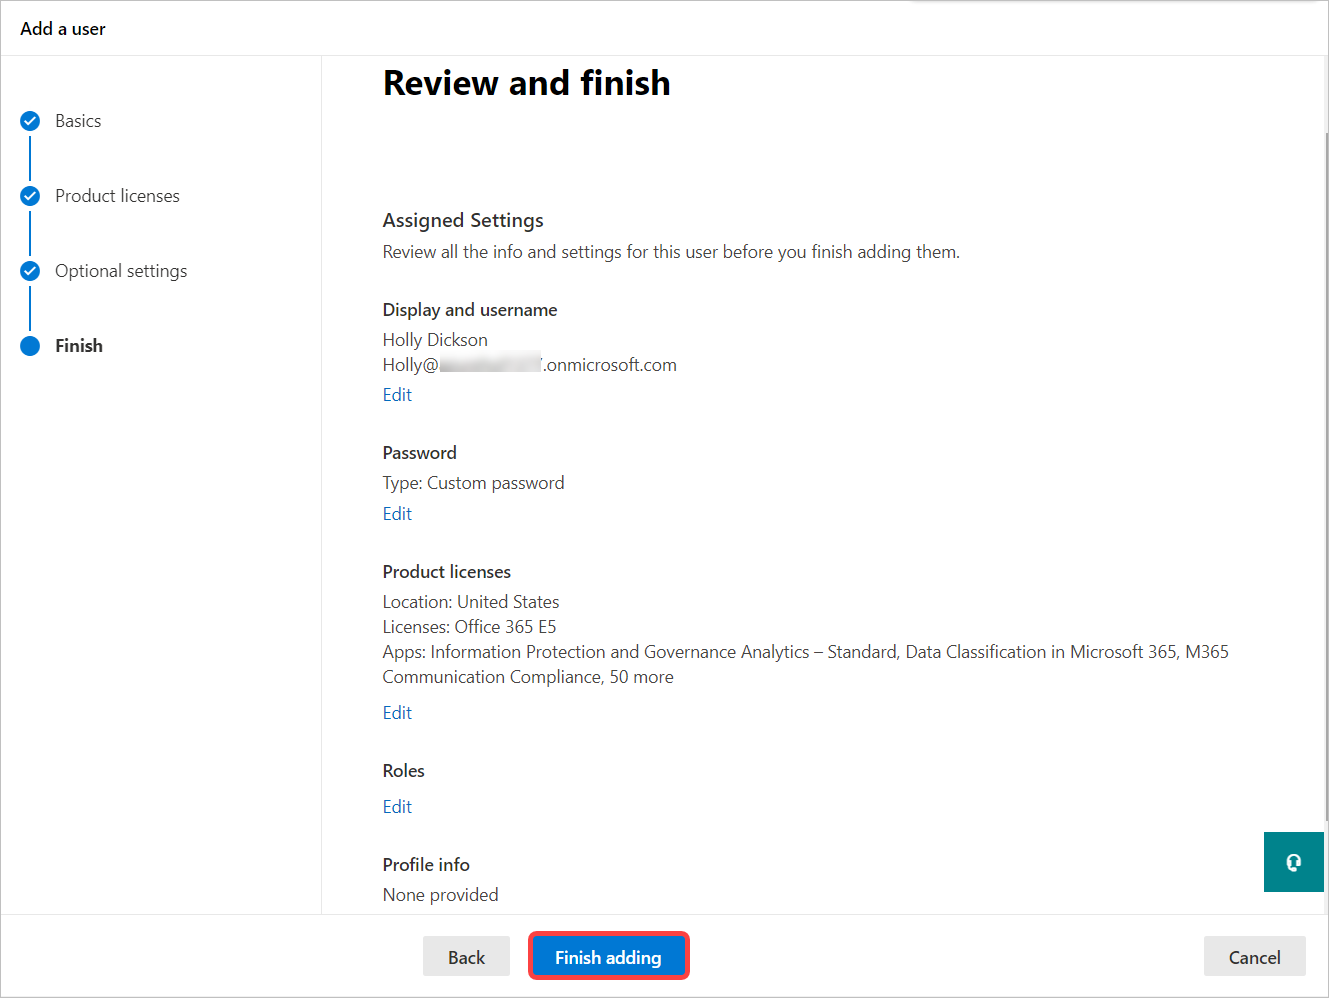 Add a user
Basics
Product licenses
Optional settings
Finish
Review and finish
Assigned Settings
Review all the info and settings for this user before you finish adding them.
Display and username
Holly Dickson
Holly@ .onmicrosoft.com
Edit
Password
Type: Custom password
Edit
Product licenses
Location: United States
Licenses: Office 365 E5
Apps: Information Protection and Governance Analytics – Standard, Data Classification in Microsoft 365, M365
Communication Compliance, 50 more
Edit
Roles
Edit
Profile info
None provided
Back
Finish adding
Cancel